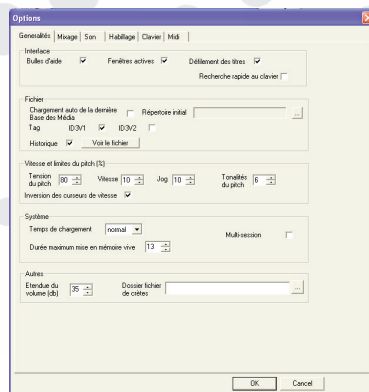 Options
Generalités Mixage Son Habillage Clavier Midi
Interface
Bulles d'aide Fenêtres actives Défilement des titres
Recherche rapide au clavier
Fichier
Chargement auto de la dernière
Base des Média
Répertoire initial ...
Tag ID3V1 ID3V2
Historique Voir le fichier
Vitesse et limites du pitch (%)
Tension
du pitch
80 Vitesse 10 Jog 10
Tonalités
du pitch
6
Inversion des curseurs de vitesse
Système
Temps de chargement normal Multi-session
Durée maximum mise en mémoire vive 13
Autres
Etendue du
volume (db)
35
Dossier fichier
de crêtes
...
OK Cancel